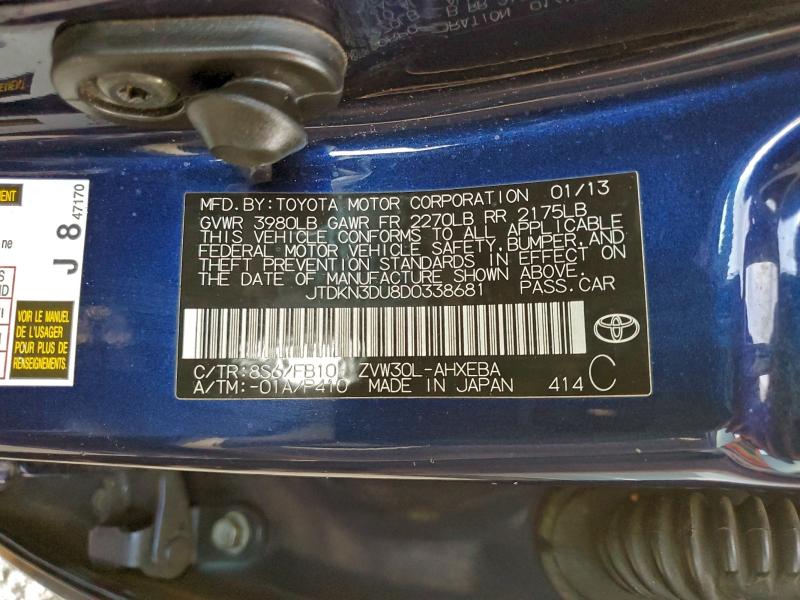 MFD.BY:TOYOTA MOTOR CORPORATION 01/13
GVWR 3980LB GAWR FR 2270LB RR 2175LB
THIS VEHICLE CONFORMS TO ALL APPLICABLE
FEDERAL MOTOR VEHICLE SAFETY, BUMPER, AND
THEFT PREVENTION STANDARDS IN EFFECT ON
THE DATE OF MANUFACTURE SHOWN ABOVE.
JTDKN3DU8D0338681 PASS.CAR
C/TR:8S6/FB10 ZVW30L-AHXEBA
A/TM:-01A/P410 MADE IN JAPAN 414 C
J 8 47170
VOIR LE MANUEL
DE L'USAGER
POUR PLUS DE
RENSEIGNEMENTS